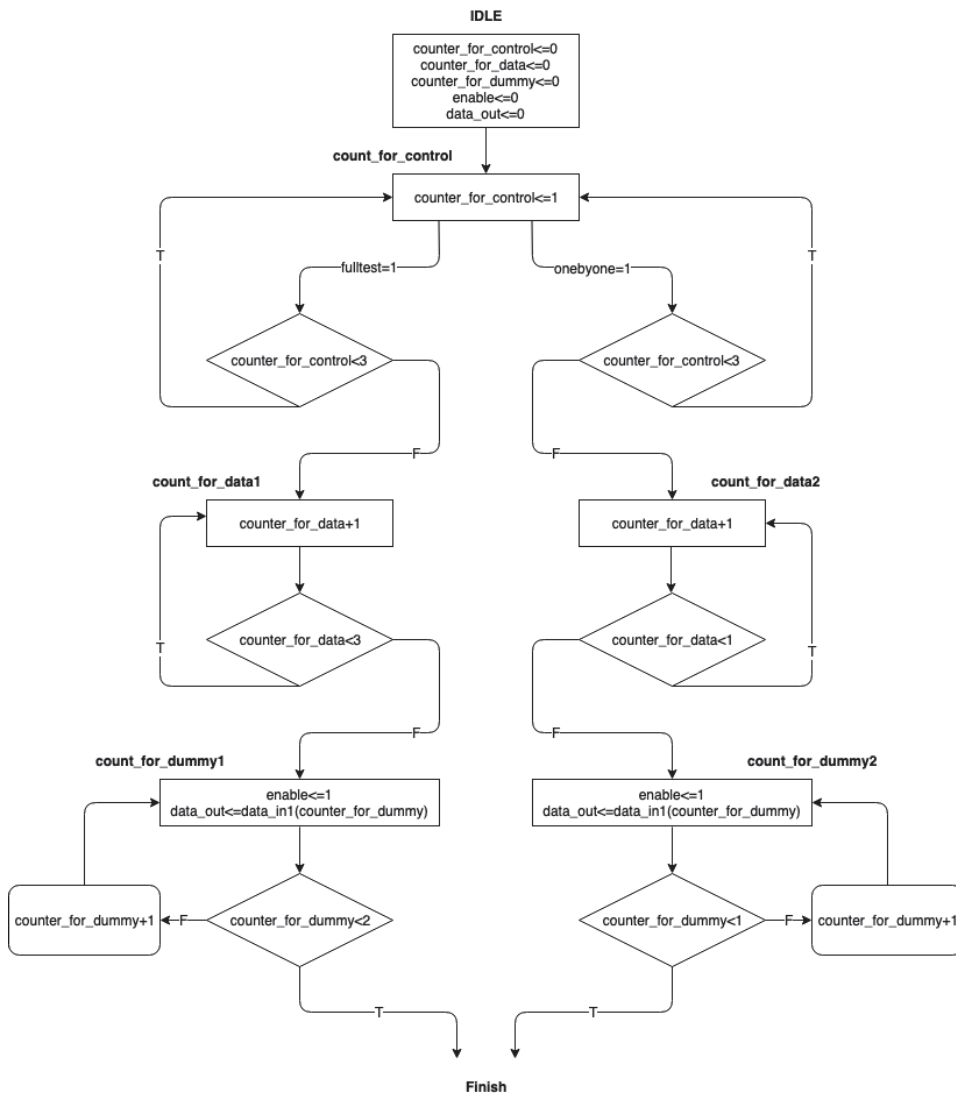 IDLE
counter_for_control<=0
counter_for_data<=0
counter_for_dummy<=0
enable<=0
data_out<=0
count_for_control
counter_for_control<=1
T
T
fulltest=1
onebyone=1
counter_for_control<3
counter_for_control<3
F
F
count_for_data1
count_for_data2
counter_for_data+1
counter_for_data+1
counter_for_data<3
counter_for_data<1
T
T
F
F
count_for_dummy1
count_for_dummy2
enable<=1
data_out<=data_in1(counter_for_dummy)
enable<=1
data_out<=data_in1(counter_for_dummy)
counter_for_dummy+1
F
counter_for_dummy<2
counter_for_dummy<1
F
counter_for_dummy+1
T
T
Finish